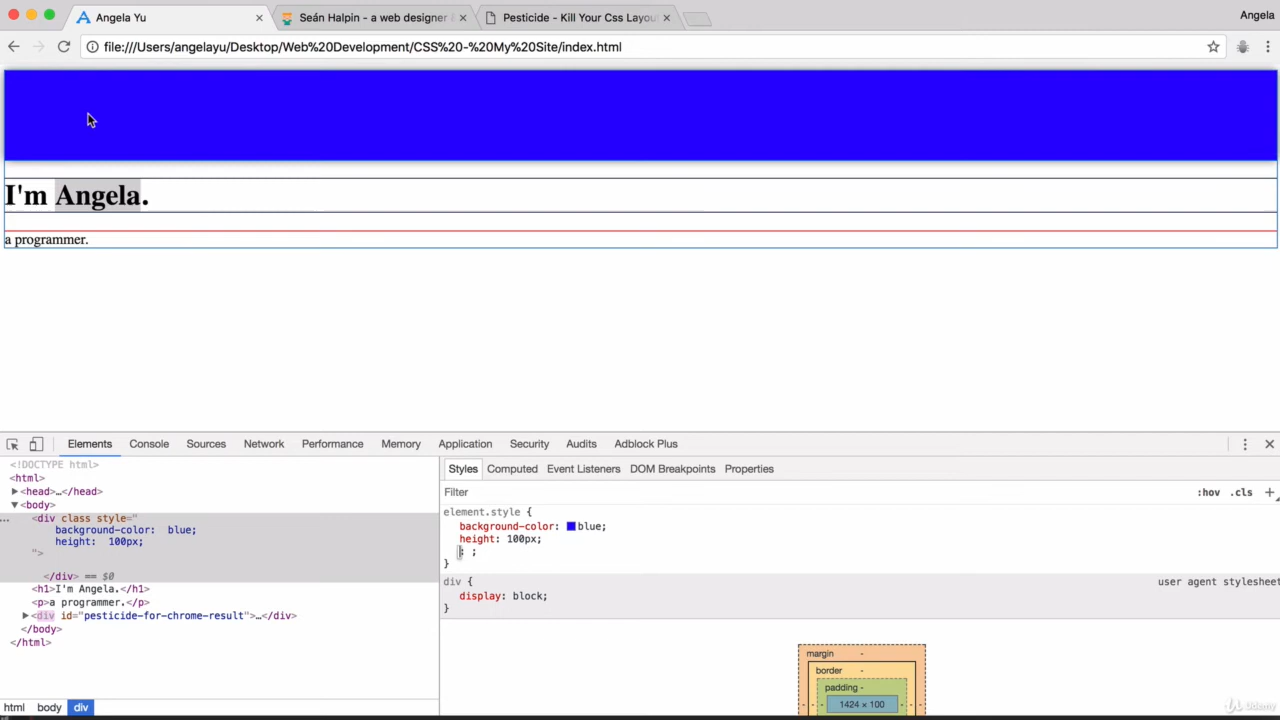 Angela Yu
Seán Halpin - a web designer
Pesticide - Kill Your Css Layout
Angela
file:///Users/angelayu/Desktop/Web%20Development/CSS%20-%20My%20Site/index.html
I'm Angela.
a programmer.
Elements Console Sources Network Performance Memory Application Security Audits Adblock Plus
<!DOCTYPE html>
<html>
<head>…</head>
<body>
… <div class style="
background-color: blue;
height: 100px;
">
</div> == $0
<h1>I'm Angela.</h1>
<p>a programmer.</p>
<div id="pesticide-for-chrome-result">…</div>
</body>
</html>
html body div
Styles Computed Event Listeners DOM Breakpoints Properties
Filter :hov .cls +
element.style {
background-color: blue;
height: 100px;
: ;
}
div { user agent stylesheet
display: block;
}
margin -
border -
padding -
- - - 1424 × 100 - - -
Udemy